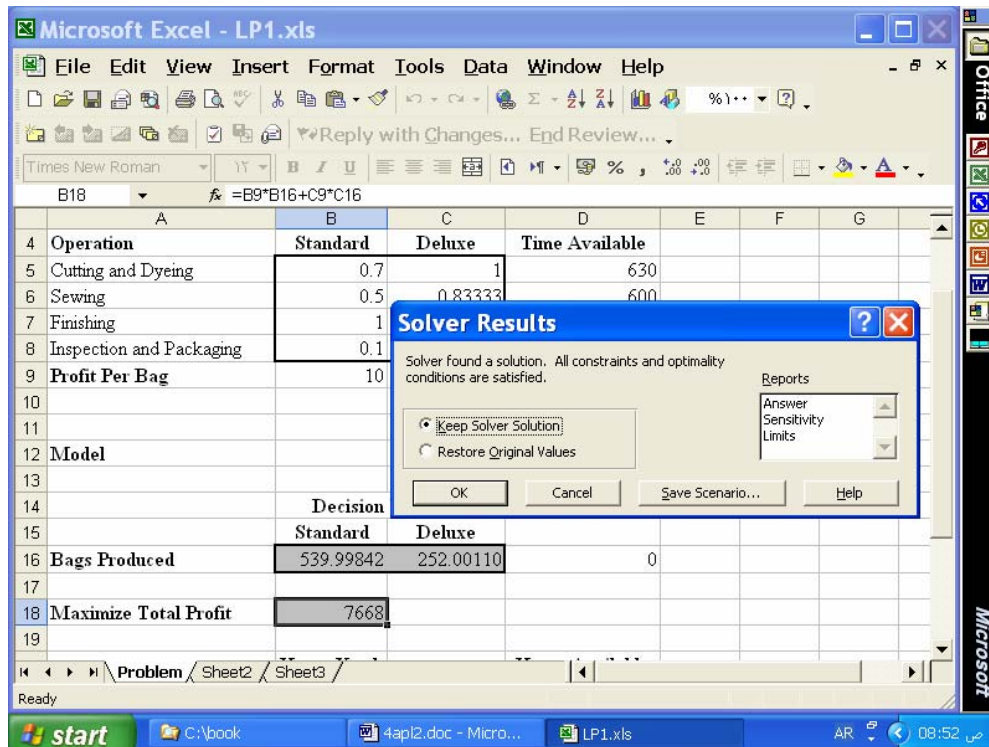 Microsoft Excel - LP1.xls
File Edit View Insert Format Tools Data Window Help
Reply with Changes... End Review...
Times New Roman
B18 fx =B9*B16+C9*C16
A B C D E F G
4 Operation Standard Deluxe Time Available
5 Cutting and Dyeing 0.7 1 630
6 Sewing 0.5 0.83333 600
7 Finishing 1
8 Inspection and Packaging 0.1
9 Profit Per Bag 10
10
11
12 Model
13
14 Decision
15 Standard Deluxe
16 Bags Produced 539.99842 252.00110 0
17
18 Maximize Total Profit 7668
19
Solver Results
Solver found a solution. All constraints and optimality
conditions are satisfied.
Reports
Answer
Sensitivity
Limits
Keep Solver Solution
Restore Original Values
OK Cancel Save Scenario... Help
Problem Sheet2 Sheet3
Ready
start C:\book 4apl2.doc - Micro... LP1.xls AR 08:52 ص
Office
Microsoft